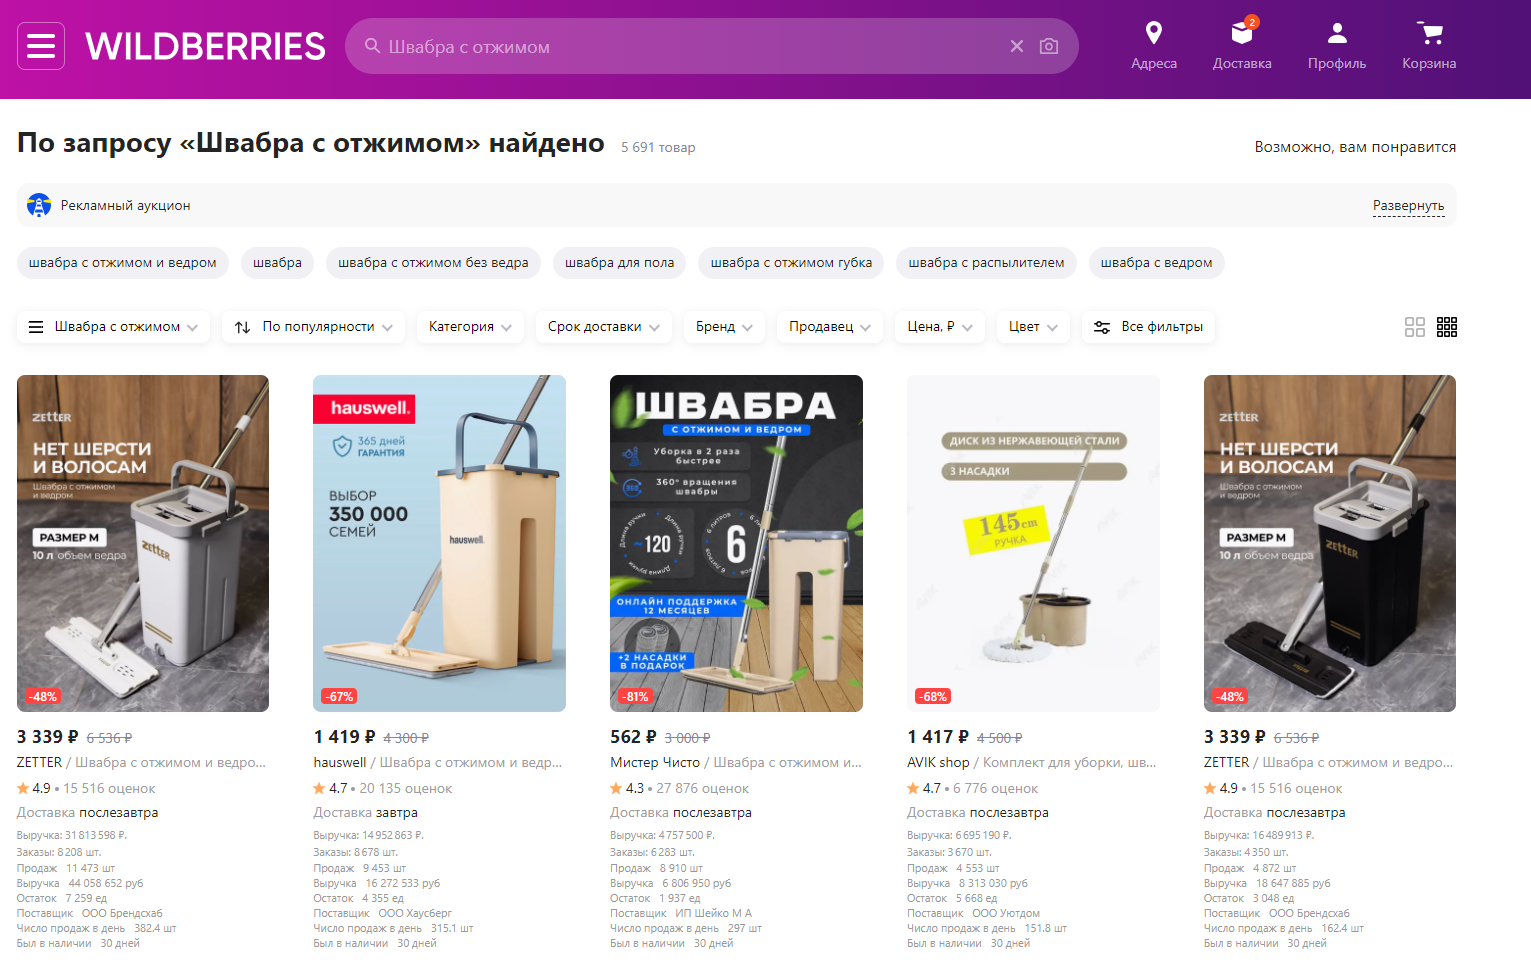 WILDBERRIES
Швабра с отжимом
2
Адреса
Доставка
Профиль
Корзина
По запросу «Швабра с отжимом» найдено 5 691 товар
Возможно, вам понравится
Рекламный аукцион
Развернуть
швабра с отжимом и ведром
швабра
швабра с отжимом без ведра
швабра для пола
швабра с отжимом губка
швабра с распылителем
швабра с ведром
Швабра с отжимом
По популярности
Категория
Срок доставки
Бренд
Продавец
Цена, ₽
Цвет
Все фильтры
ZETTER
НЕТ ШЕРСТИ
И ВОЛОСАМ
Швабра с отжимом
и ведром
РАЗМЕР М
10 л объем ведра
ZETTER
-48%
3 339 ₽ 6 536 ₽
ZETTER / Швабра с отжимом и ведро...
4.9 • 15 516 оценок
Доставка послезавтра
Выручка: 31 813 598 ₽.
Заказы: 8 208 шт.
Продаж 11 473 шт
Выручка 44 058 652 руб
Остаток 7 259 ед
Поставщик ООО Брендсхаб
Число продаж в день 382.4 шт
Был в наличии 30 дней
hauswell.
365 дней
ГАРАНТИЯ
ВЫБОР
350 000
СЕМЕЙ
hauswell.
-67%
1 419 ₽ 4 300 ₽
hauswell / Швабра с отжимом и ведр...
4.7 • 20 135 оценок
Доставка завтра
Выручка: 14 952 863 ₽.
Заказы: 8 678 шт.
Продаж 9 453 шт
Выручка 16 272 533 руб
Остаток 4 355 ед
Поставщик ООО Хаусберг
Число продаж в день 315.1 шт
Был в наличии 30 дней
ШВАБРА
С ОТЖИМОМ И ВЕДРОМ
Уборка в 2 раза
быстрее
360° вращения
швабры
Длина ручки
~120
Длина ручки
6 литров
6
6 литров
ОНЛАЙН ПОДДЕРЖКА
12 МЕСЯЦЕВ
+2 НАСАДКИ
В ПОДАРОК
-81%
562 ₽ 3 000 ₽
Мистер Чисто / Швабра с отжимом и...
4.3 • 27 876 оценок
Доставка послезавтра
Выручка: 4 757 500 ₽.
Заказы: 6 283 шт.
Продаж 8 910 шт
Выручка 6 806 950 руб
Остаток 1 937 ед
Поставщик ИП Шейко М А
Число продаж в день 297 шт
Был в наличии 30 дней
ДИСК ИЗ НЕРЖАВЕЮЩЕЙ СТАЛИ
3 НАСАДКИ
145cm
РУЧКА
-68%
1 417 ₽ 4 500 ₽
AVIK shop / Комплект для уборки, шв...
4.7 • 6 776 оценок
Доставка послезавтра
Выручка: 6 695 190 ₽.
Заказы: 3 670 шт.
Продаж 4 553 шт
Выручка 8 313 030 руб
Остаток 5 668 ед
Поставщик ООО Уютдом
Число продаж в день 151.8 шт
Был в наличии 30 дней
ZETTER
НЕТ ШЕРСТИ
И ВОЛОСАМ
Швабра с отжимом
и ведром
РАЗМЕР М
10 л объем ведра
ZETTER
-48%
3 339 ₽ 6 536 ₽
ZETTER / Швабра с отжимом и ведро...
4.9 • 15 516 оценок
Доставка послезавтра
Выручка: 16 489 913 ₽.
Заказы: 4 350 шт.
Продаж 4 872 шт
Выручка 18 647 885 руб
Остаток 3 048 ед
Поставщик ООО Брендсхаб
Число продаж в день 162.4 шт
Был в наличии 30 дней